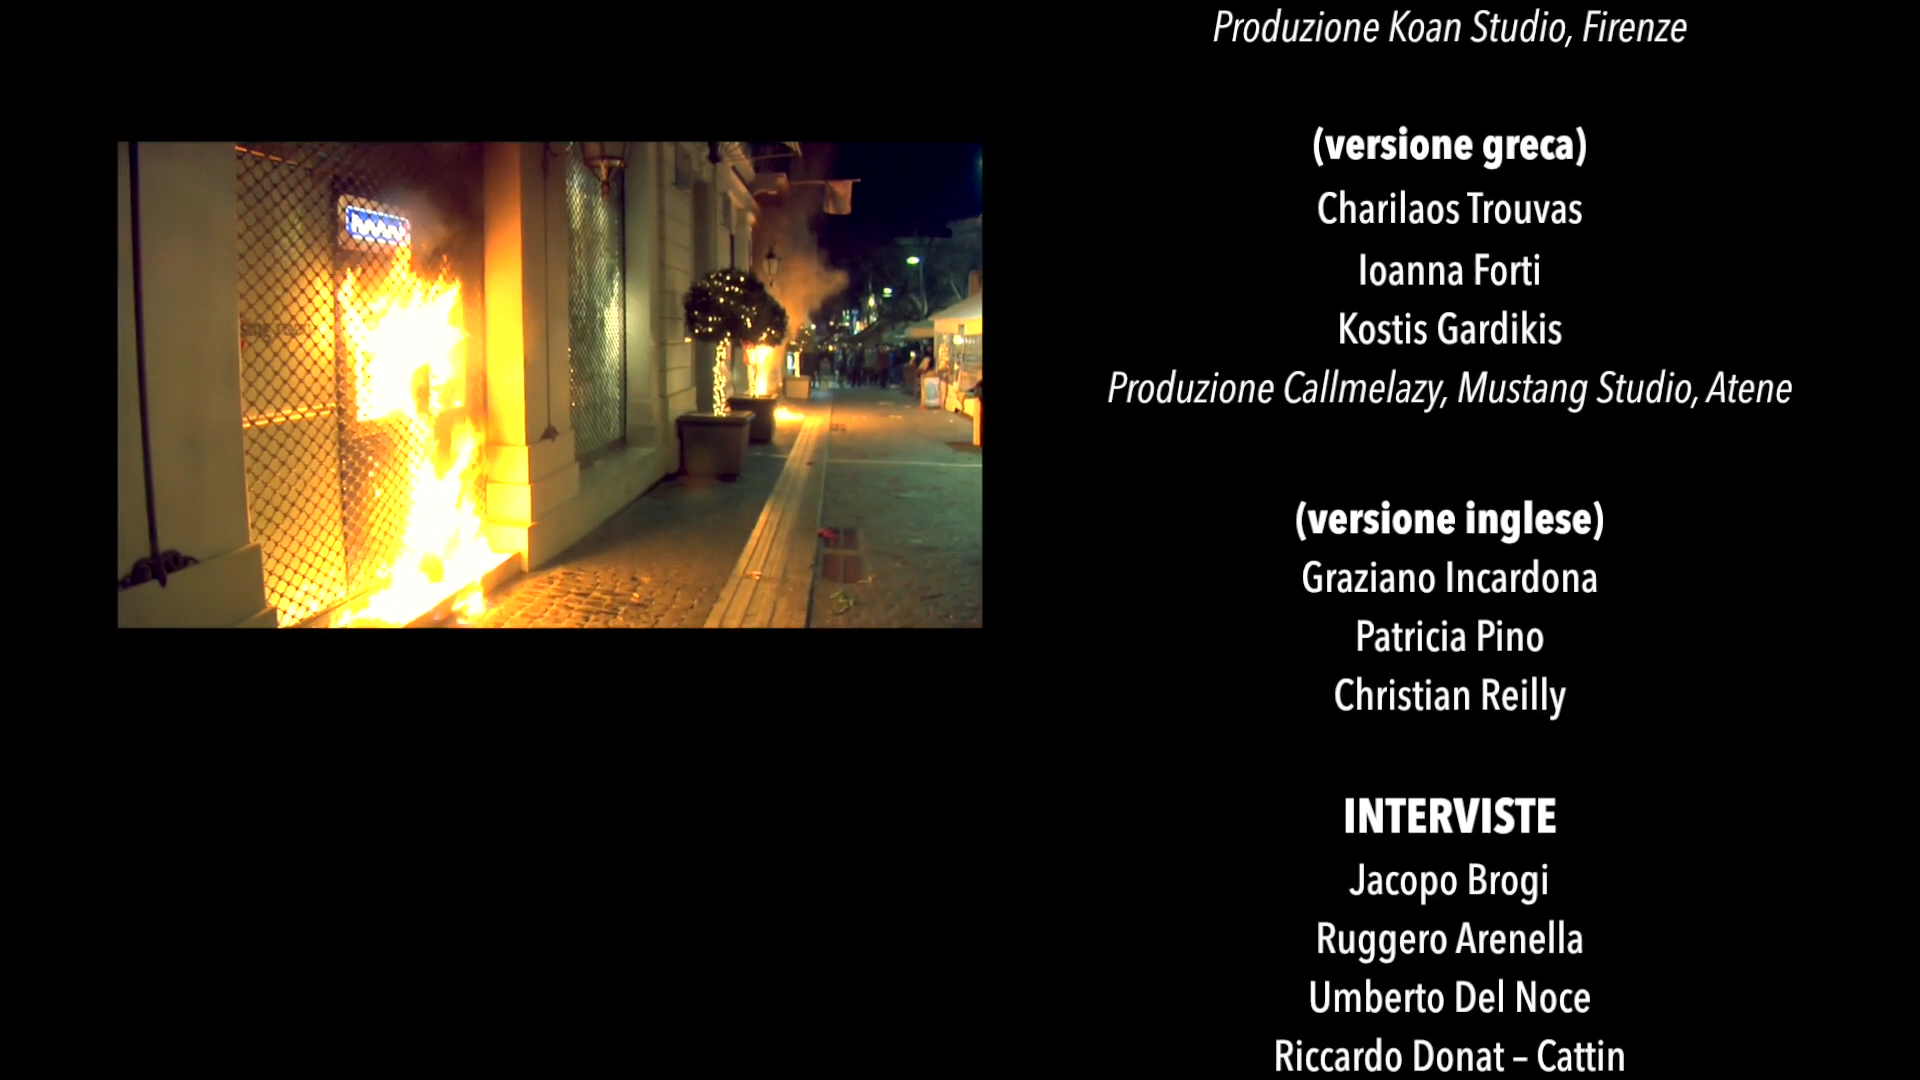 Produzione Koan Studio, Firenze
(versione greca)
Charilaos Trouvas
Ioanna Forti
Kostis Gardikis
Produzione Callmelazy, Mustang Studio, Atene
(versione inglese)
Graziano Incardona
Patricia Pino
Christian Reilly
INTERVISTE
Jacopo Brogi
Ruggero Arenella
Umberto Del Noce
Riccardo Donat – Cattin